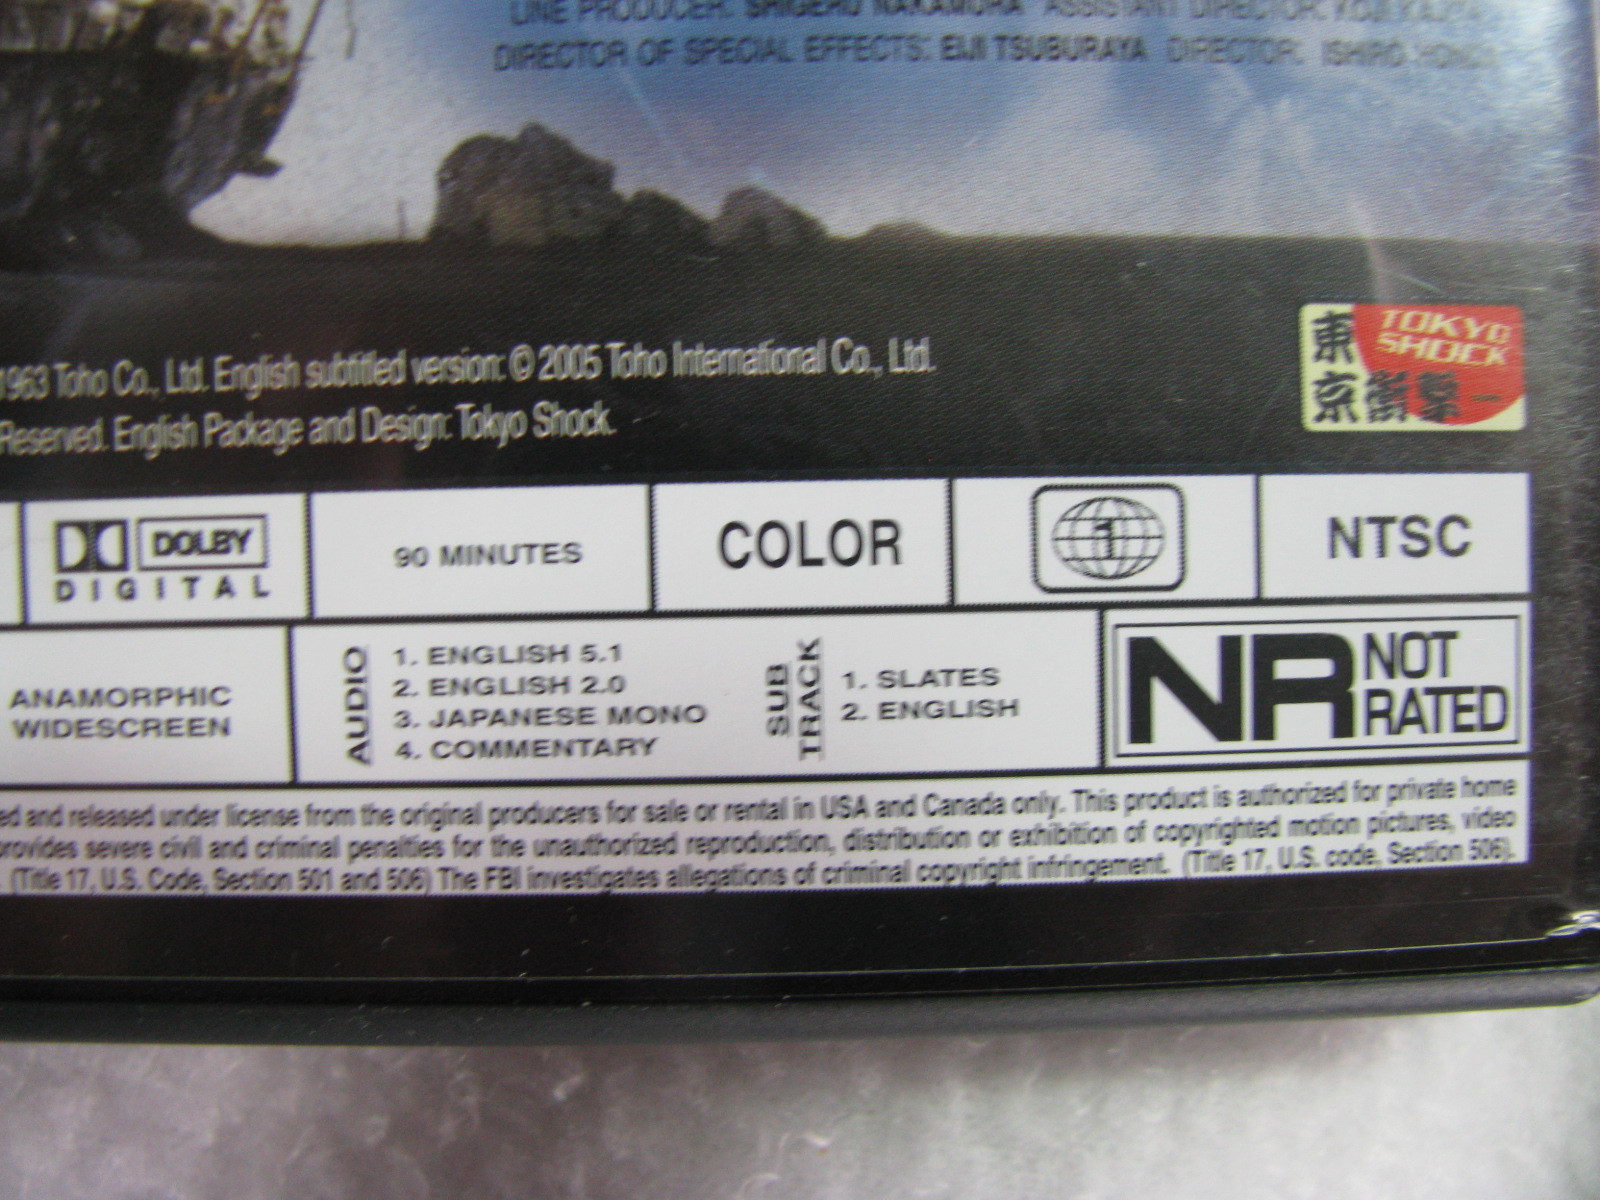 LINE PRODUCER: SHIGERU NAKAMURA ASSISTANT DIRECTOR: KOJI KAJITA
DIRECTOR OF SPECIAL EFFECTS: EIJI TSUBURAYA DIRECTOR: ISHIRO HONDA
1963 Toho Co., Ltd. English subtitled version: © 2005 Toho International Co., Ltd.
Reserved. English Package and Design: Tokyo Shock.
TOKYO
SHOCK
東
京衝撃
DOLBY
DIGITAL
90 MINUTES
COLOR
1
NTSC
ANAMORPHIC
WIDESCREEN
AUDIO
1. ENGLISH 5.1
2. ENGLISH 2.0
3. JAPANESE MONO
4. COMMENTARY
SUB
TRACK
1. SLATES
2. ENGLISH
NR NOT
RATED
and released under license from the original producers for sale or rental in USA and Canada only. This product is authorized for private home
provides severe civil and criminal penalties for the unauthorized reproduction, distribution or exhibition of copyrighted motion pictures, video
(Title 17, U.S. Code, Section 501 and 506) The FBI investigates allegations of criminal copyright infringement. (Title 17, U.S. code, Section 506).